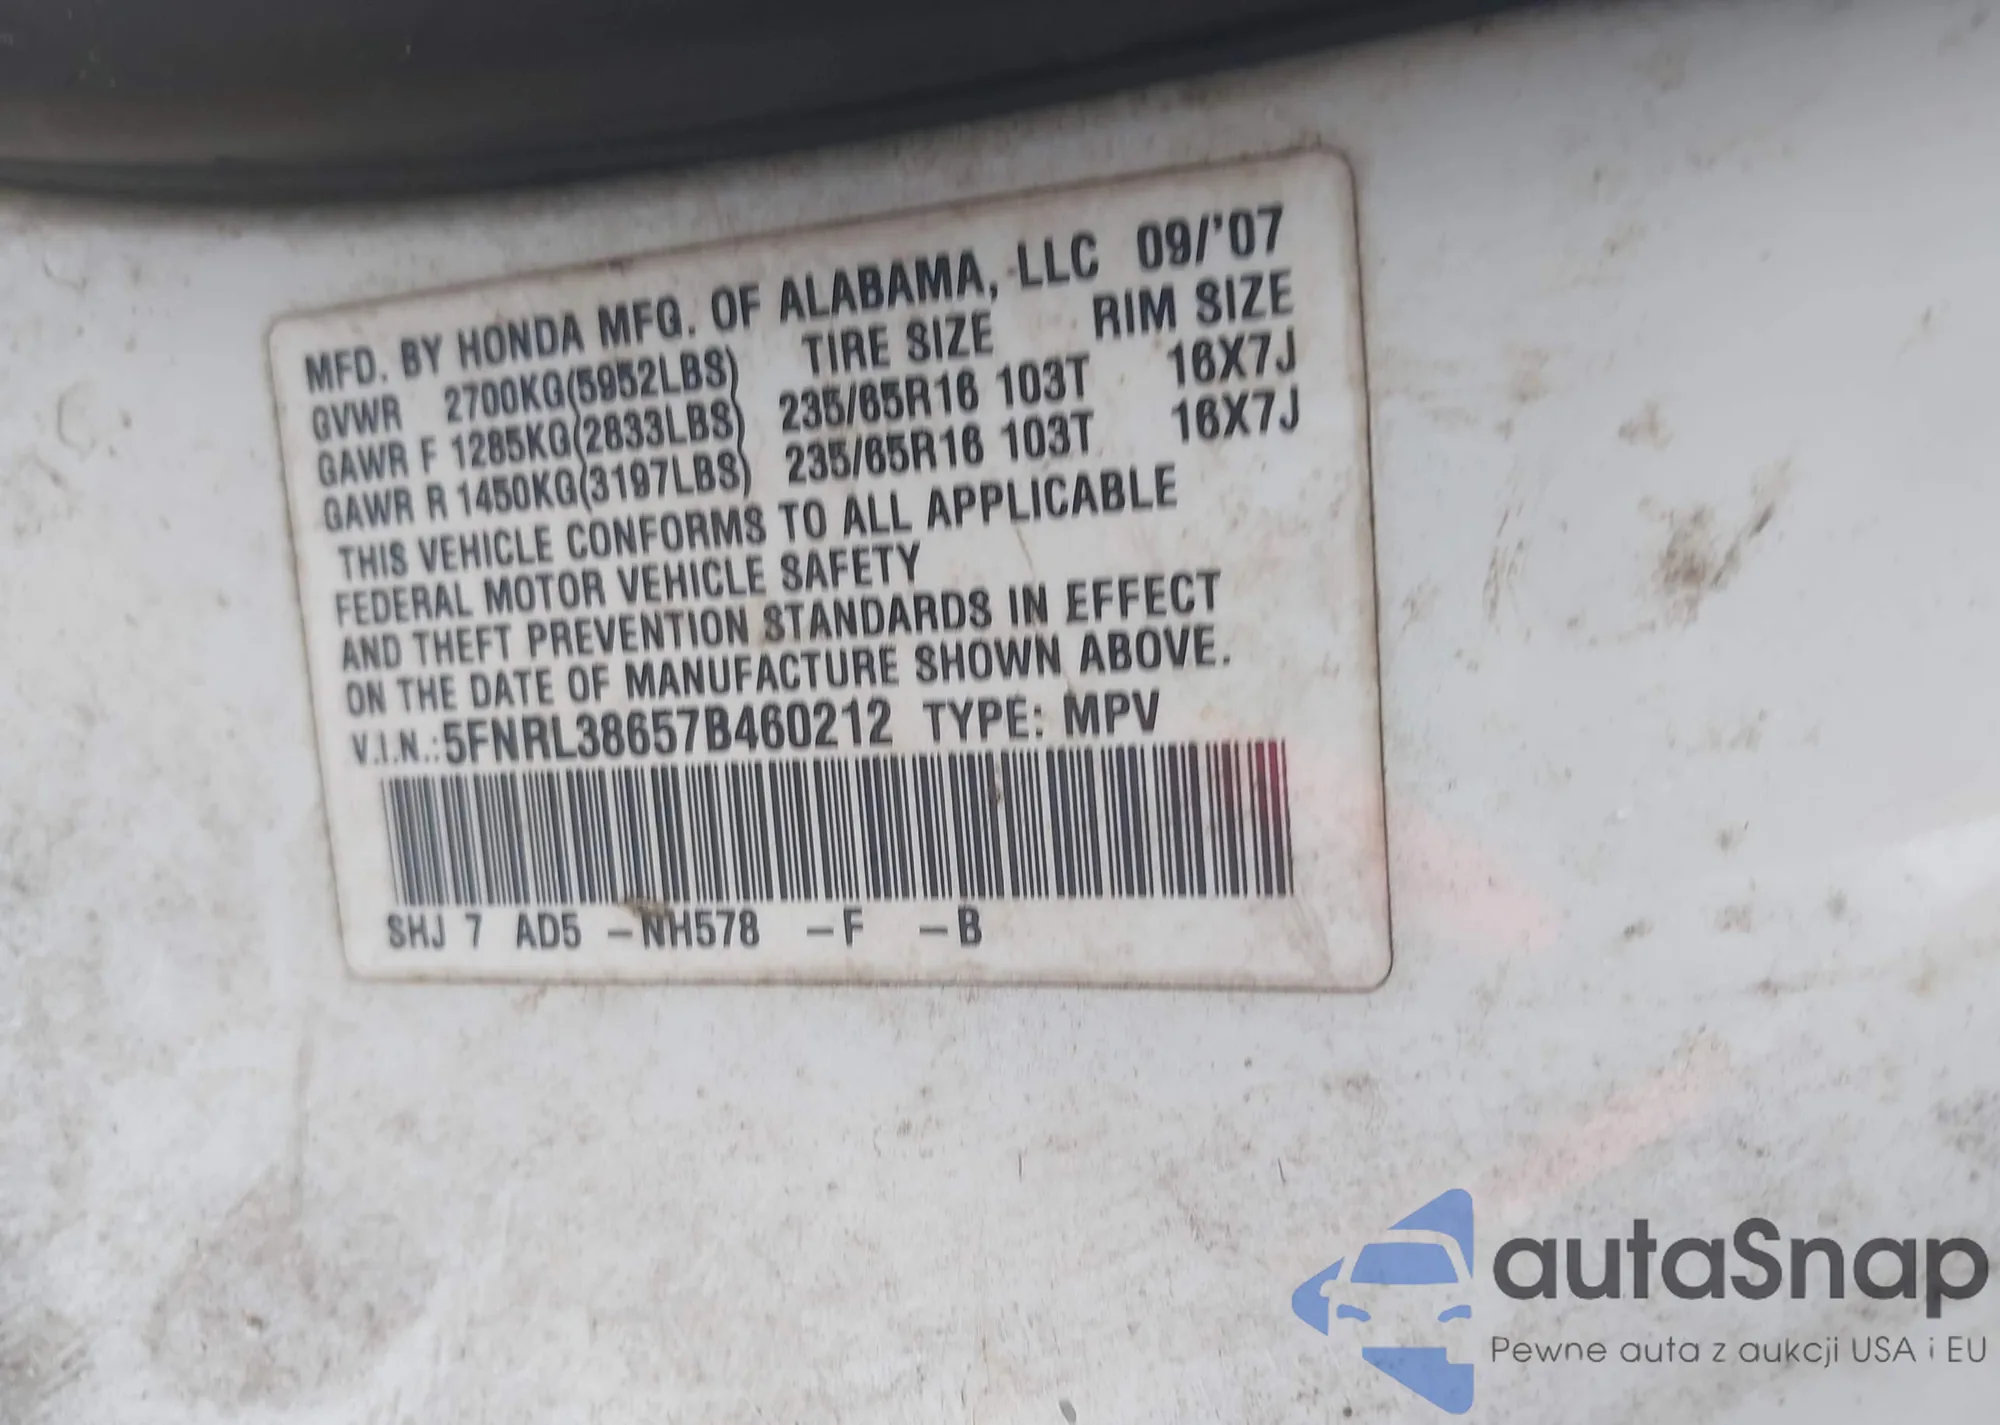 MFD. BY HONDA MFG. OF ALABAMA, LLC 09/'07
GVWR 2700KG(5952LBS) TIRE SIZE RIM SIZE
GAWR F 1285KG(2833LBS) 235/65R16 103T 16X7J
GAWR R 1450KG(3197LBS) 235/65R16 103T 16X7J
THIS VEHICLE CONFORMS TO ALL APPLICABLE
FEDERAL MOTOR VEHICLE SAFETY
AND THEFT PREVENTION STANDARDS IN EFFECT
ON THE DATE OF MANUFACTURE SHOWN ABOVE.
V.I.N.:5FNRL38657B460212 TYPE: MPV
SHJ 7 AD5 -NH578 -F -B
autaSnap
Pewne auta z aukcji USA i EU